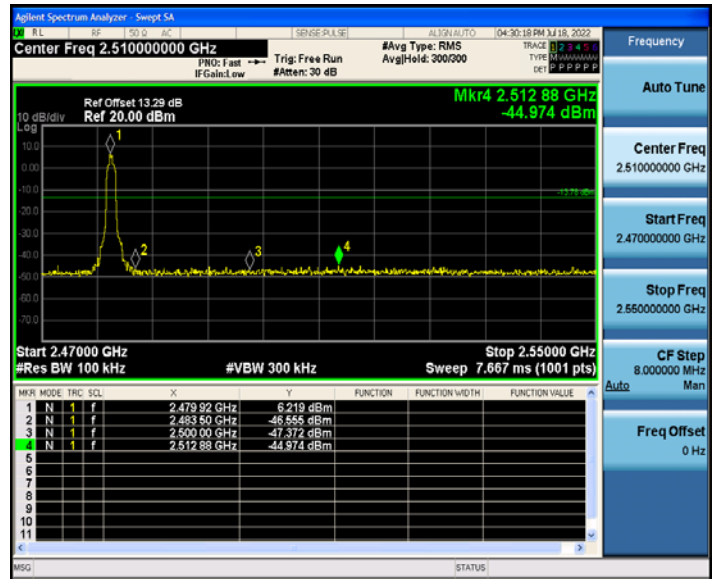 Agilent Spectrum Analyzer - Swept SA
RL RF 50 Ω AC SENSE:PULSE ALIGN AUTO 04:30:18 PM Jul 18, 2022
Center Freq 2.510000000 GHz #Avg Type: RMS TRACE 1 2 3 4 5 6
PNO: Fast Trig: Free Run Avg|Hold: 300/300 TYPE M
IFGain:Low #Atten: 30 dB DET P P P P P P
Frequency
Auto Tune
Center Freq
2.510000000 GHz
Start Freq
2.470000000 GHz
Stop Freq
2.550000000 GHz
CF Step
8.000000 MHz
Auto Man
Freq Offset
0 Hz
Mkr4 2.512 88 GHz
Ref Offset 13.29 dB
10 dB/div Ref 20.00 dBm -44.974 dBm
Log
10.0
0.00
-10.0
-13.78 dBm
-20.0
-30.0
-40.0
-50.0
-60.0
-70.0
1
2
3
4
Start 2.47000 GHz Stop 2.55000 GHz
#Res BW 100 kHz #VBW 300 kHz Sweep 7.667 ms (1001 pts)
MKR MODE TRC SCL X Y FUNCTION FUNCTION WIDTH FUNCTION VALUE
1 N 1 f 2.479 92 GHz 6.219 dBm
2 N 1 f 2.483 50 GHz -46.555 dBm
3 N 1 f 2.500 00 GHz -47.372 dBm
4 N 1 f 2.512 88 GHz -44.974 dBm
5
6
7
8
9
10
11
MSG STATUS